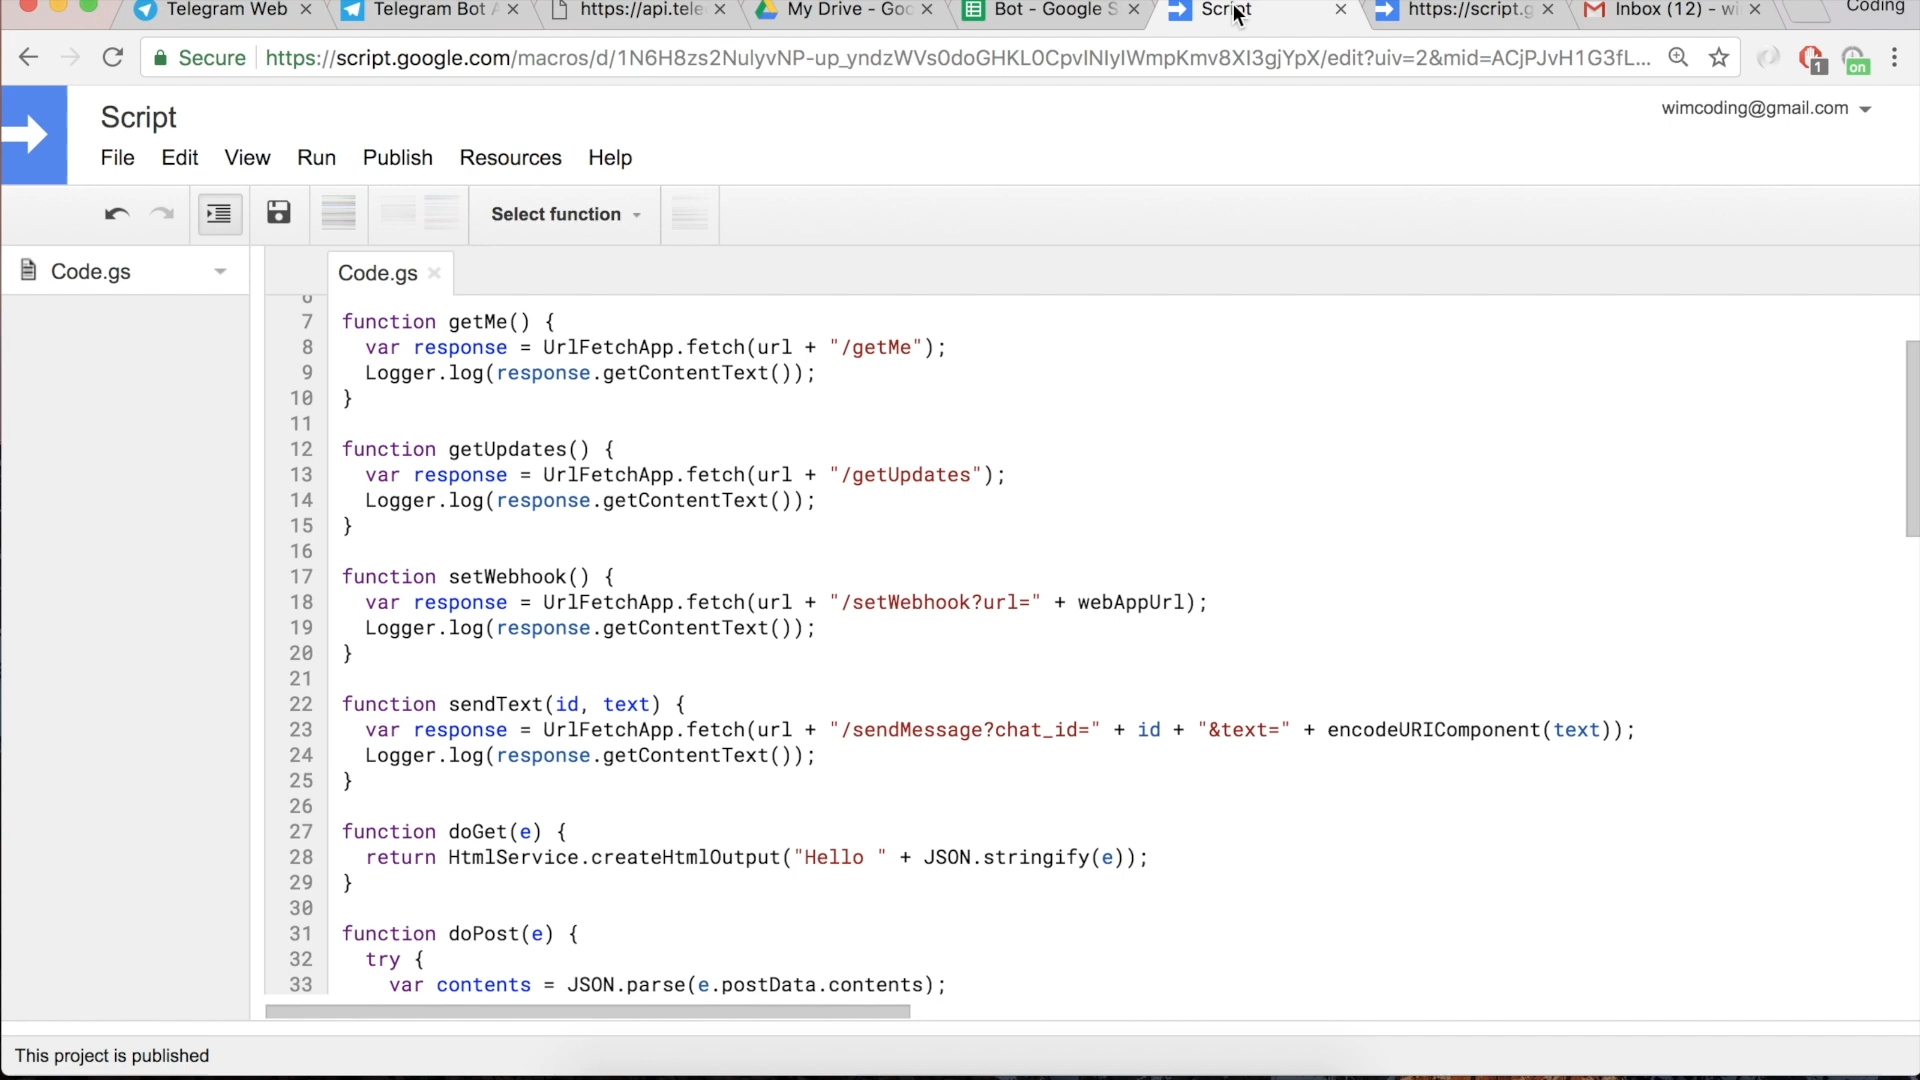 Telegram Web
Telegram Bot
https://api.tele
My Drive - Goo
Bot - Google S
Script
https://script.g
Inbox (12) - wi
Coding
Secure
https://script.google.com/macros/d/1N6H8zs2NulyvNP-up_yndzWVs0doGHKL0CpvINIyIWmpKmv8XI3gjYpX/edit?uiv=2&mid=ACjPJvH1G3fL...
1
on
Script
wimcoding@gmail.com
File Edit View Run Publish Resources Help
Select function
Code.gs
Code.gs
6
7 function getMe() {
8 var response = UrlFetchApp.fetch(url + "/getMe");
9 Logger.log(response.getContentText());
10 }
11
12 function getUpdates() {
13 var response = UrlFetchApp.fetch(url + "/getUpdates");
14 Logger.log(response.getContentText());
15 }
16
17 function setWebhook() {
18 var response = UrlFetchApp.fetch(url + "/setWebhook?url=" + webAppUrl);
19 Logger.log(response.getContentText());
20 }
21
22 function sendText(id, text) {
23 var response = UrlFetchApp.fetch(url + "/sendMessage?chat_id=" + id + "&text=" + encodeURIComponent(text));
24 Logger.log(response.getContentText());
25 }
26
27 function doGet(e) {
28 return HtmlService.createHtmlOutput("Hello " + JSON.stringify(e));
29 }
30
31 function doPost(e) {
32 try {
33 var contents = JSON.parse(e.postData.contents);
This project is published